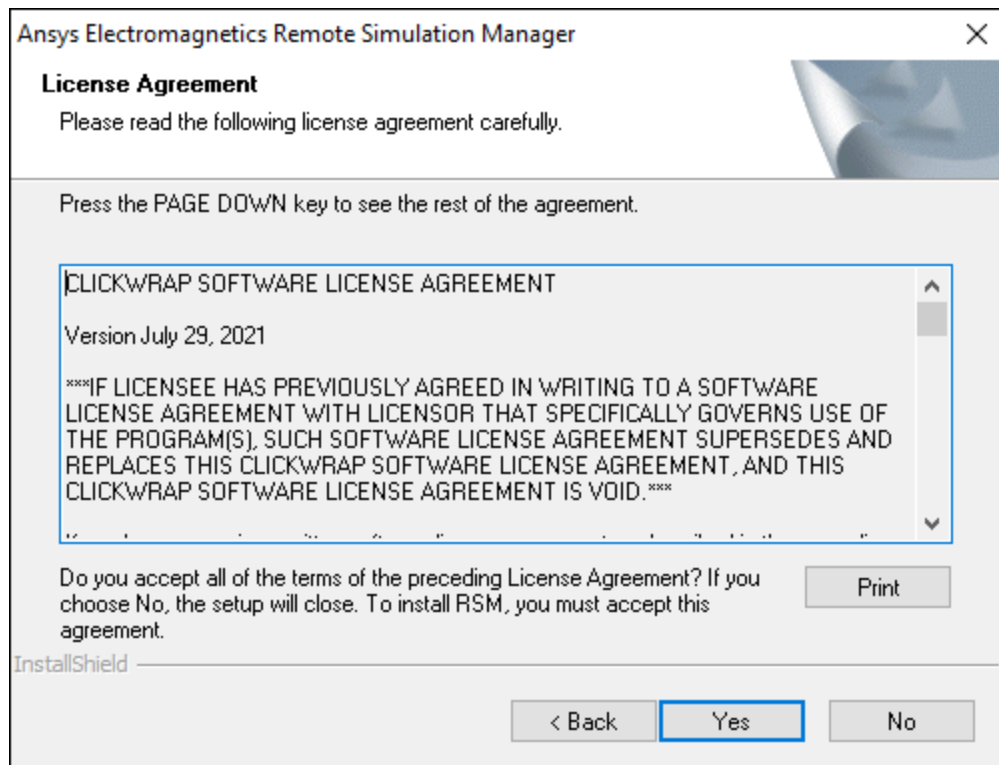 Ansys Electromagnetics Remote Simulation Manager
License Agreement
Please read the following license agreement carefully.
Press the PAGE DOWN key to see the rest of the agreement.
CLICKWRAP SOFTWARE LICENSE AGREEMENT
Version July 29, 2021
***IF LICENSEE HAS PREVIOUSLY AGREED IN WRITING TO A SOFTWARE
LICENSE AGREEMENT WITH LICENSOR THAT SPECIFICALLY GOVERNS USE OF
THE PROGRAM(S), SUCH SOFTWARE LICENSE AGREEMENT SUPERSEDES AND
REPLACES THIS CLICKWRAP SOFTWARE LICENSE AGREEMENT, AND THIS
CLICKWRAP SOFTWARE LICENSE AGREEMENT IS VOID.***
Do you accept all of the terms of the preceding License Agreement? If you
choose No, the setup will close. To install RSM, you must accept this
agreement.
Print
InstallShield
< Back
Yes
No